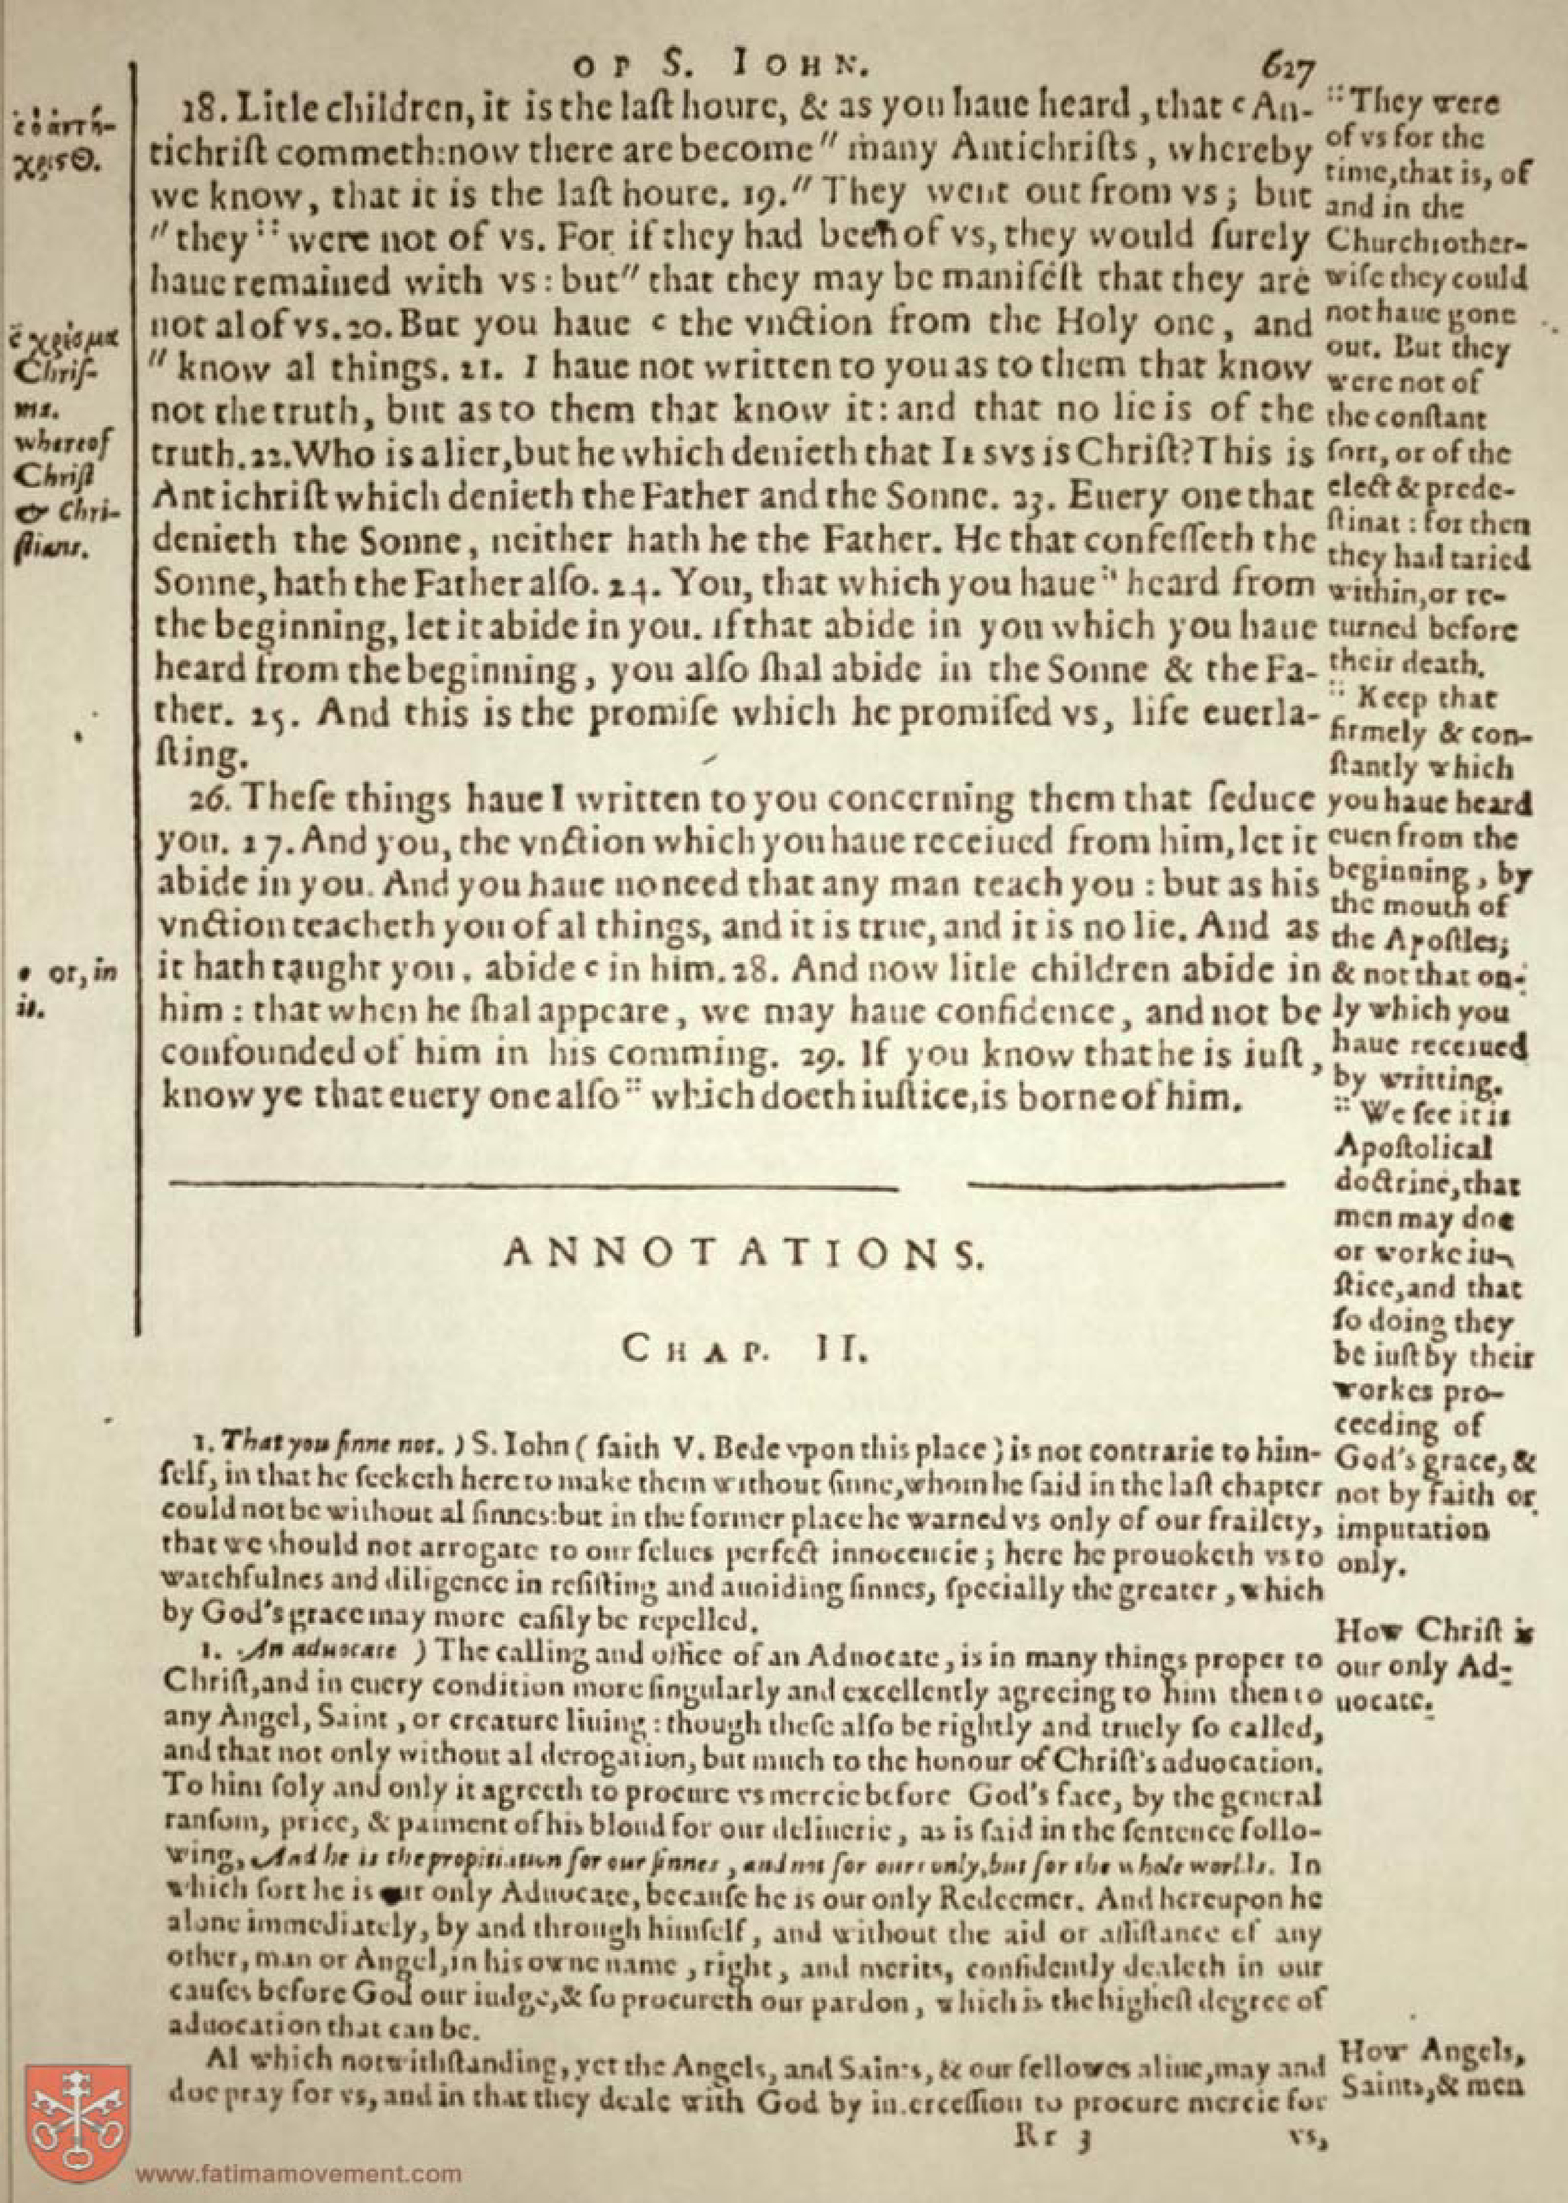 OF S. IOHN. 627
18. Litle children, it is the laſt houre, & as you haue heard, that c An-
tichriſt commeth: now there are become " many Antichriſts, whereby
we know, that it is the laſt houre. 19. " They went out from vs; but
" they :: were not of vs. For if they had been of vs, they would ſurely
haue remained with vs: but " that they may be manifeſt that they are
not al of vs. 20. But you haue c the vnction from the Holy one, and
" know al things. 21. I haue not written to you as to them that know
not the truth, but as to them that know it: and that no lie is of the
truth. 22. Who is a lier, but he which denieth that IESVS is Chriſt? This is
Antichriſt which denieth the Father and the Sonne. 23. Euery one that
denieth the Sonne, neither hath he the Father. He that confeſſeth the
Sonne, hath the Father alſo. 24. You, that which you haue :: heard from
the beginning, let it abide in you. if that abide in you which you haue
heard from the beginning, you alſo ſhal abide in the Sonne & the Fa-
ther. 25. And this is the promiſe which he promiſed vs, life euerla-
ſting.
26. Theſe things haue I written to you concerning them that ſeduce
you. 27. And you, the vnction which you haue receiued from him, let it
abide in you. And you haue no need that any man teach you: but as his
vnction teacheth you of al things, and it is true, and it is no lie. And as
it hath taught you, abide c in him. 28. And now litle children abide in
him: that when he ſhal appeare, we may haue confidence, and not be
confounded of him in his comming. 29. If you know that he is iuſt,
know ye that euery one alſo :: which doeth iuſtice, is borne of him.
ὁ ἀντί-
χριστος.
χρίσμα
Chriſ-
me.
whereof
Chriſt
& Chri-
ſtians.
or, in
it.
:: They were
of vs for the
time, that is, of
and in the
Church: other-
wiſe they could
not haue gone
out. But they
were not of
the conſtant
ſort, or of the
elect & prede-
ſtinat: for then
they had taried
within, or re-
turned before
their death.
:: Keep that
firmely & con-
ſtantly which
you haue heard
euen from the
beginning, by
the mouth of
the Apoſtles;
& not that on-
ly which you
haue receiued
by writting.
:: We ſee it is
Apoſtolical
doctrine, that
men may doe
or worke iu-
ſtice, and that
ſo doing they
be iuſt by their
workes pro-
ceeding of
God's grace, &
not by faith or
imputation
only.
ANNOTATIONS.
CHAP. II.
1. That you ſinne not. ) S. Iohn ( ſaith V. Bede vpon this place ) is not contrarie to him-
ſelf, in that he ſeeketh here to make them without ſinne, whom he ſaid in the laſt chapter
could not be without al ſinnes: but in the former place he warned vs only of our frailety,
that we should not arrogate to our ſelues perfect innocencie; here he prouoketh vs to
watchfulnes and diligence in reſiſting and auoiding ſinnes, ſpecially the greater, which
by God's grace may more eaſily be repelled.
1. An aduocate ) The calling and office of an Aduocate, is in many things proper to
Chriſt, and in euery condition more ſingularly and excellently agreeing to him then to
any Angel, Saint, or creature liuing: though theſe alſo be rightly and truely ſo called,
and that not only without al derogation, but much to the honour of Chriſt's aduocation.
To him ſoly and only it agreeth to procure vs mercie before God's face, by the general
ranſom, price, & paiment of his bloud for our deliuerie, as is ſaid in the ſentence follo-
wing, And he is the propitiation for our ſinnes, and not for ours only, but for the whole worlds. In
which ſort he is our only Aduocate, becauſe he is our only Redeemer. And hereupon he
alone immediately, by and through himſelf, and without the aid or aſſiſtance of any
other, man or Angel, in his owne name, right, and merits, confidently dealeth in our
cauſes before God our iudge, & ſo procureth our pardon, which is the higheſt degree of
aduocation that can be.
Al which notwithſtanding, yet the Angels, and Saints, & our fellowes aliue, may and
doe pray for vs, and in that they deale with God by interceſſion to procure mercie for
Rr 3 vs,
How Chriſt is
our only Ad-
uocate.
How Angels,
Saints, & men
www.fatimamovement.com